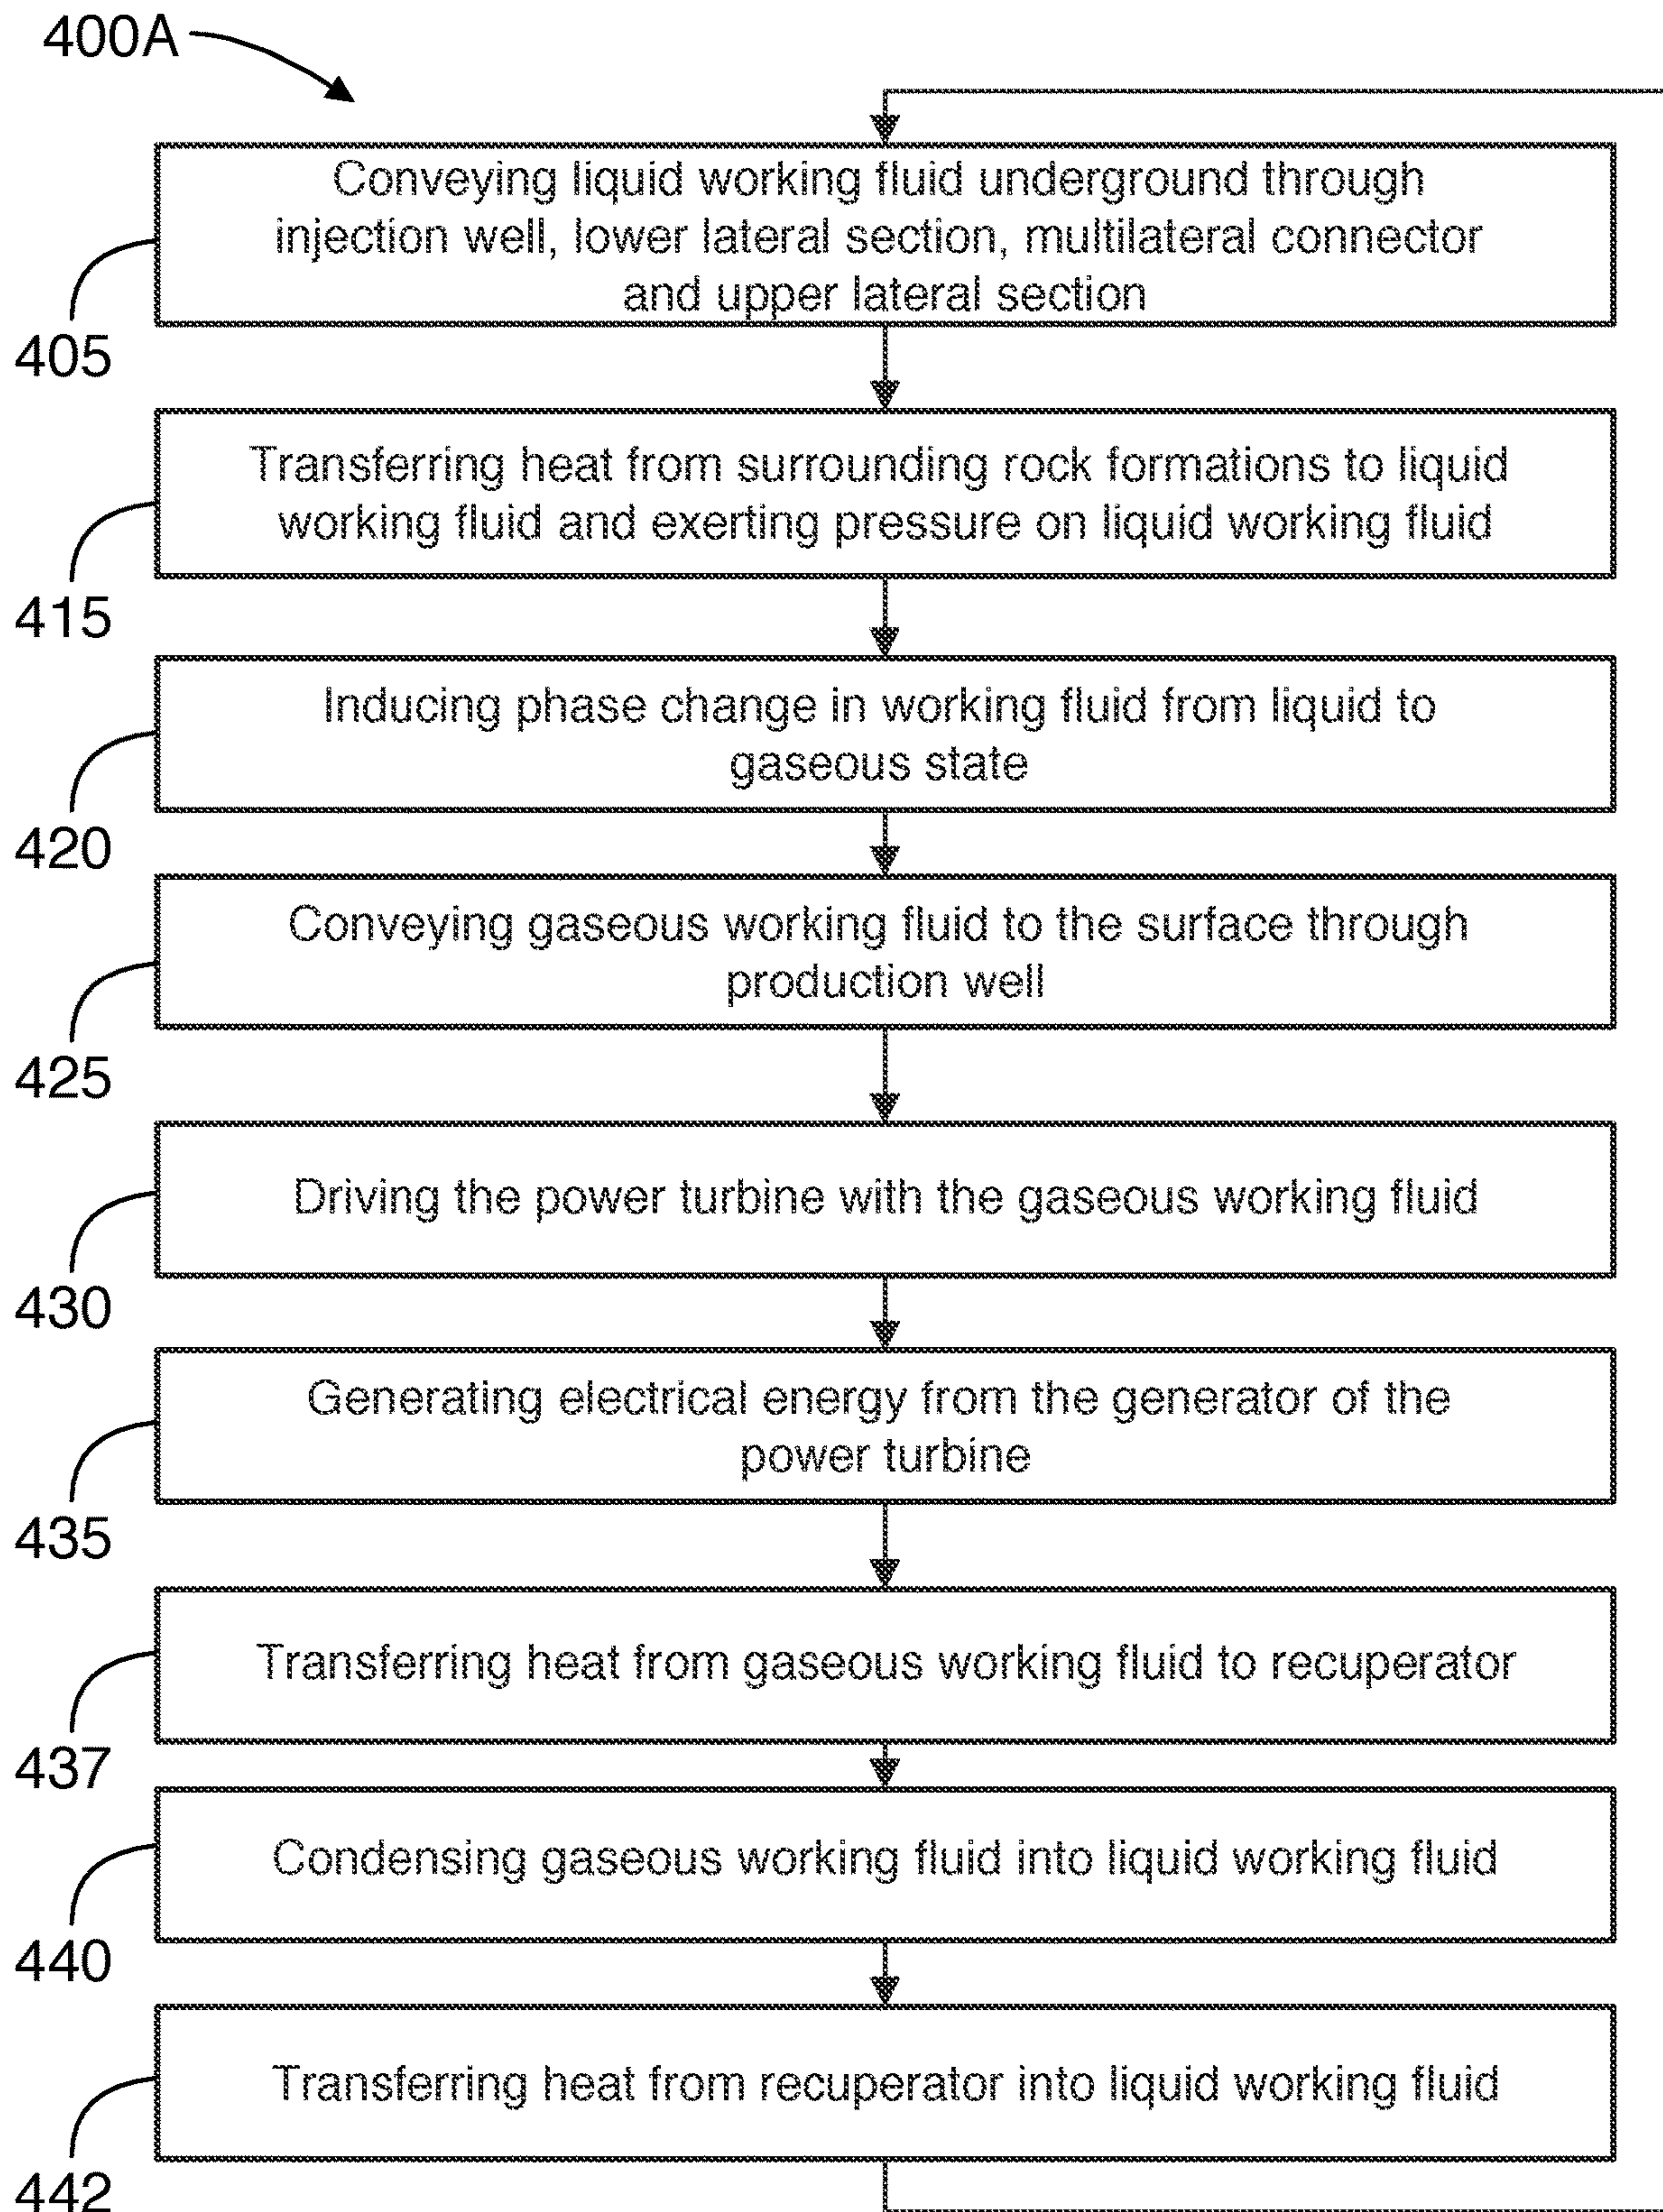 400A
Conveying liquid working fluid underground through
injection well, lower lateral section, multilateral connector
and upper lateral section
405
Transferring heat from surrounding rock formations to liquid
working fluid and exerting pressure on liquid working fluid
415
Inducing phase change in working fluid from liquid to
gaseous state
420
Conveying gaseous working fluid to the surface through
production well
425
Driving the power turbine with the gaseous working fluid
430
Generating electrical energy from the generator of the
power turbine
435
Transferring heat from gaseous working fluid to recuperator
437
Condensing gaseous working fluid into liquid working fluid
440
Transferring heat from recuperator into liquid working fluid
442